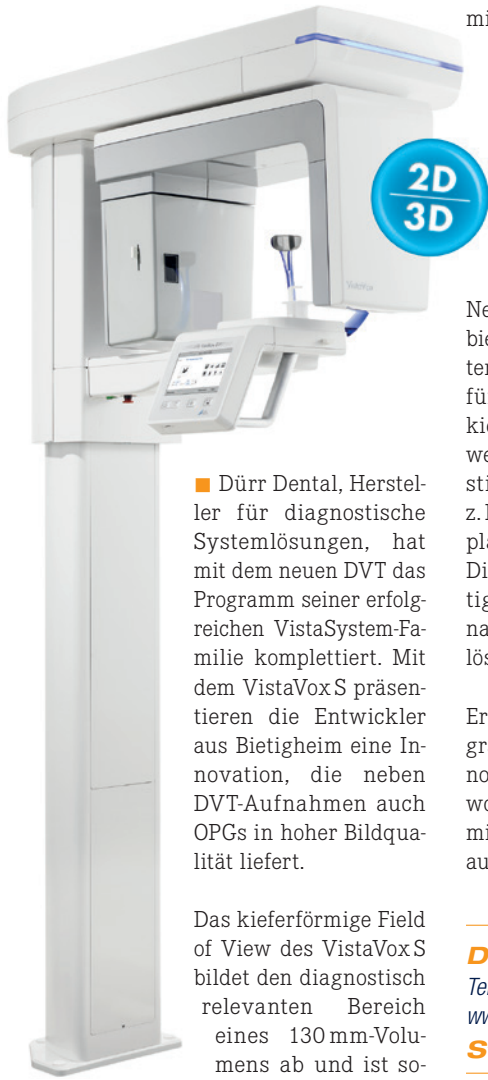 2D
3D
■ Dürr Dental, Herstel-
ler für diagnostische
Systemlösungen, hat
mit dem neuen DVT das
Programm seiner erfolg-
reichen VistaSystem-Fa-
milie komplettiert. Mit
dem VistaVox S präsen-
tieren die Entwickler
aus Bietigheim eine In-
novation, die neben
DVT-Aufnahmen auch
OPGs in hoher Bildqua-
lität liefert.
Das kieferförmige Field
of View des VistaVox S
bildet den diagnostisch
relevanten Bereich
eines 130 mm-Volu-
mens ab und ist so-